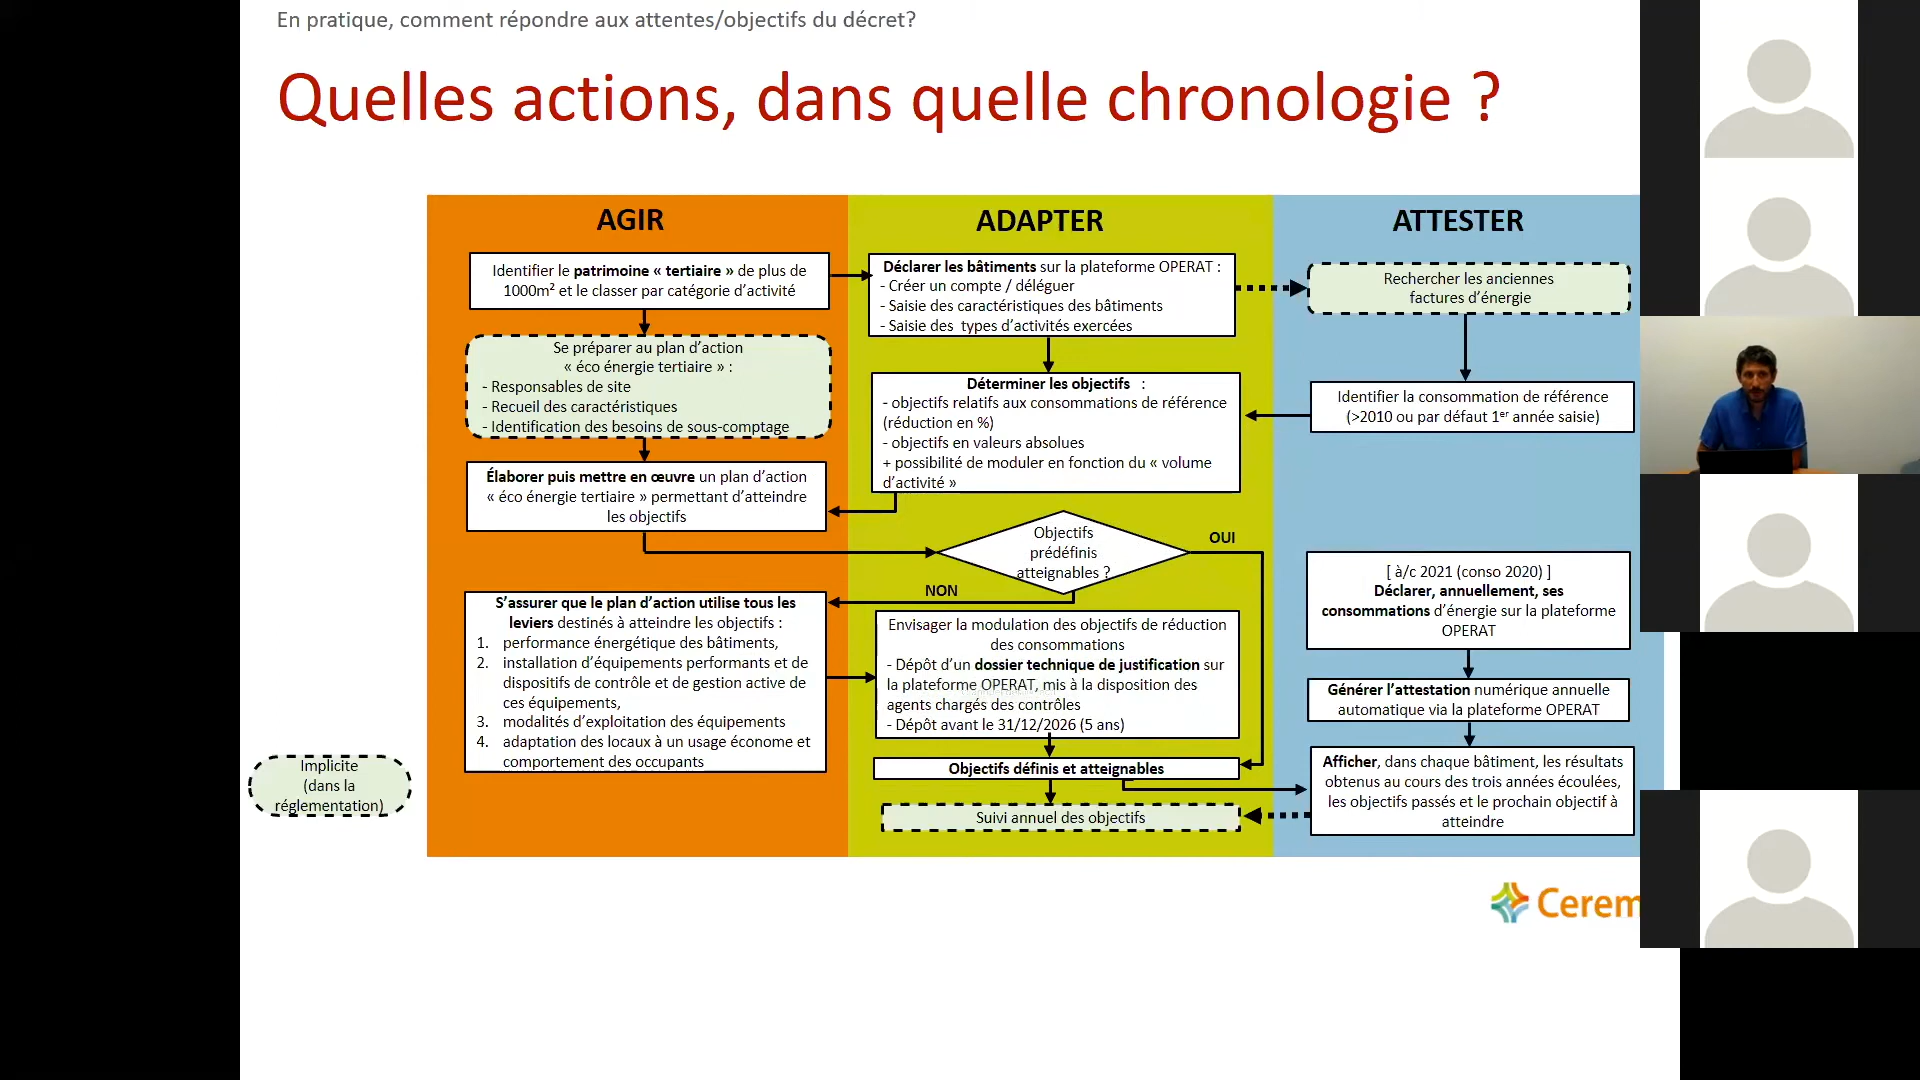 En pratique, comment répondre aux attentes/objectifs du décret?
Quelles actions, dans quelle chronologie ?
AGIR
Identifier le patrimoine « tertiaire » de plus de
1000m² et le classer par catégorie d’activité
Se préparer au plan d’action
« éco énergie tertiaire » :
- Responsables de site
- Recueil des caractéristiques
- Identification des besoins de sous-comptage
Élaborer puis mettre en œuvre un plan d’action
« éco énergie tertiaire » permettant d’atteindre
les objectifs
S’assurer que le plan d’action utilise tous les
leviers destinés à atteindre les objectifs :
1. performance énergétique des bâtiments,
2. installation d’équipements performants et de
dispositifs de contrôle et de gestion active de
ces équipements,
3. modalités d’exploitation des équipements
4. adaptation des locaux à un usage économe et
comportement des occupants
ADAPTER
Déclarer les bâtiments sur la plateforme OPERAT :
- Créer un compte / déléguer
- Saisie des caractéristiques des bâtiments
- Saisie des types d’activités exercées
Déterminer les objectifs :
- objectifs relatifs aux consommations de référence
(réduction en %)
- objectifs en valeurs absolues
+ possibilité de moduler en fonction du « volume
d’activité »
Objectifs
prédéfinis
atteignables ?
OUI
NON
Envisager la modulation des objectifs de réduction
des consommations
- Dépôt d’un dossier technique de justification sur
la plateforme OPERAT, mis à la disposition des
agents chargés des contrôles
- Dépôt avant le 31/12/2026 (5 ans)
Objectifs définis et atteignables
Suivi annuel des objectifs
ATTESTER
Rechercher les anciennes
factures d’énergie
Identifier la consommation de référence
(>2010 ou par défaut 1er année saisie)
[ à/c 2021 (conso 2020) ]
Déclarer, annuellement, ses
consommations d’énergie sur la plateforme
OPERAT
Générer l’attestation numérique annuelle
automatique via la plateforme OPERAT
Afficher, dans chaque bâtiment, les résultats
obtenus au cours des trois années écoulées,
les objectifs passés et le prochain objectif à
atteindre
Implicite
(dans la
réglementation)
Cerem